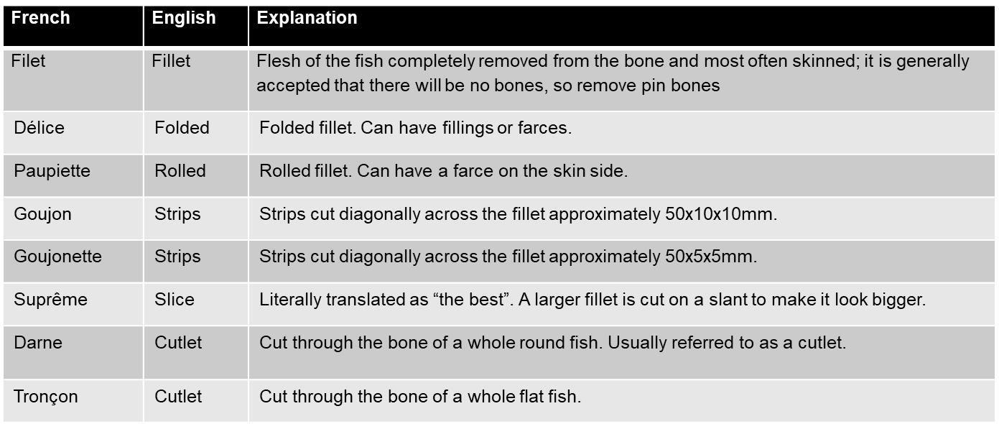 French English Explanation
Filet Fillet Flesh of the fish completely removed from the bone and most often skinned; it is generally
accepted that there will be no bones, so remove pin bones
Délice Folded Folded fillet. Can have fillings or farces.
Paupiette Rolled Rolled fillet. Can have a farce on the skin side.
Goujon Strips Strips cut diagonally across the fillet approximately 50x10x10mm.
Goujonette Strips Strips cut diagonally across the fillet approximately 50x5x5mm.
Suprême Slice Literally translated as “the best”. A larger fillet is cut on a slant to make it look bigger.
Darne Cutlet Cut through the bone of a whole round fish. Usually referred to as a cutlet.
Tronçon Cutlet Cut through the bone of a whole flat fish.